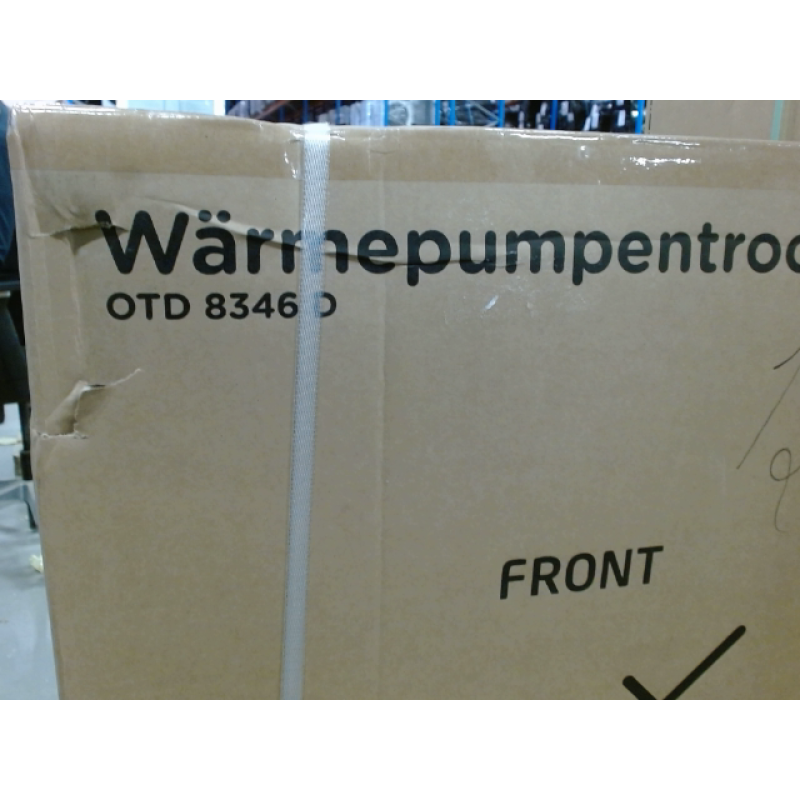 Wärmepumpentroc
OTD 8346 D
FRONT